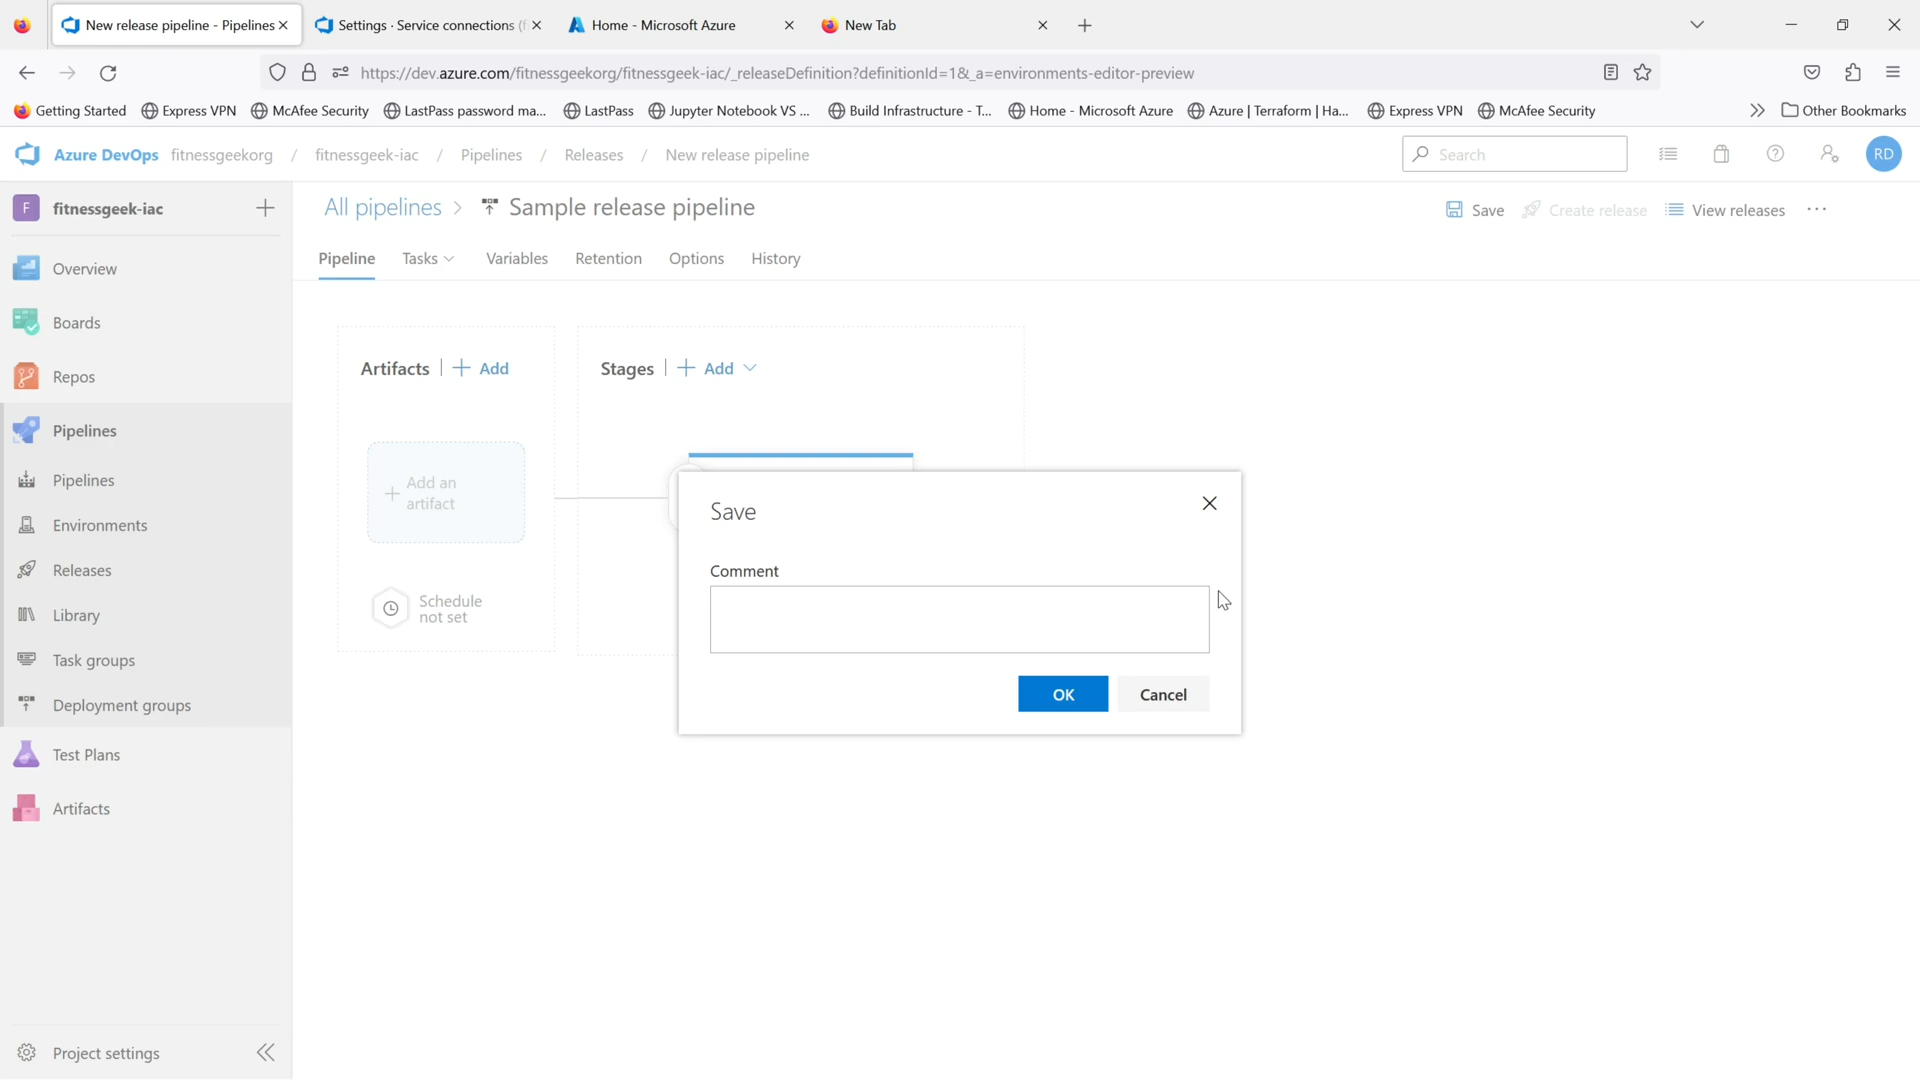 New release pipeline - Pipelines
Settings · Service connections (f
Home - Microsoft Azure
New Tab
https://dev.azure.com/fitnessgeekorg/fitnessgeek-iac/_releaseDefinition?definitionId=1&_a=environments-editor-preview
Getting Started
Express VPN
McAfee Security
LastPass password ma...
LastPass
Jupyter Notebook VS ...
Build Infrastructure - T...
Home - Microsoft Azure
Azure | Terraform | Ha...
Express VPN
McAfee Security
Other Bookmarks
Azure DevOps fitnessgeekorg / fitnessgeek-iac / Pipelines / Releases / New release pipeline
Search
RD
F fitnessgeek-iac
All pipelines > Sample release pipeline
Save
Create release
View releases
Pipeline
Tasks
Variables
Retention
Options
History
Overview
Boards
Repos
Pipelines
Pipelines
Environments
Releases
Library
Task groups
Deployment groups
Test Plans
Artifacts
Project settings
Artifacts | + Add
Stages | + Add
Add an
artifact
Schedule
not set
Save
Comment
OK
Cancel